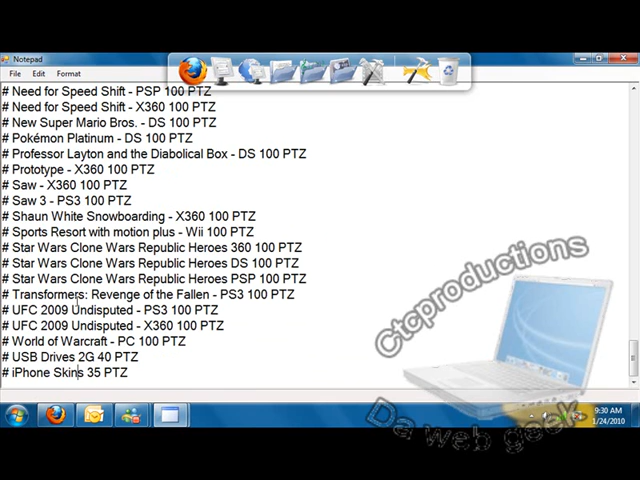 Notepad
File Edit Format
# Need for Speed Shift - PSP 100 PTZ
# Need for Speed Shift - X360 100 PTZ
# New Super Mario Bros. - DS 100 PTZ
# Pokémon Platinum - DS 100 PTZ
# Professor Layton and the Diabolical Box - DS 100 PTZ
# Prototype - X360 100 PTZ
# Saw - X360 100 PTZ
# Saw 3 - PS3 100 PTZ
# Shaun White Snowboarding - X360 100 PTZ
# Sports Resort with motion plus - Wii 100 PTZ
# Star Wars Clone Wars Republic Heroes 360 100 PTZ
# Star Wars Clone Wars Republic Heroes DS 100 PTZ
# Star Wars Clone Wars Republic Heroes PSP 100 PTZ
# Transformers: Revenge of the Fallen - PS3 100 PTZ
# UFC 2009 Undisputed - PS3 100 PTZ
# UFC 2009 Undisputed - X360 100 PTZ
# World of Warcraft - PC 100 PTZ
# USB Drives 2G 40 PTZ
# iPhone Skins 35 PTZ
Ctcproductions
Da web geek.
9:30 AM
1/24/2010